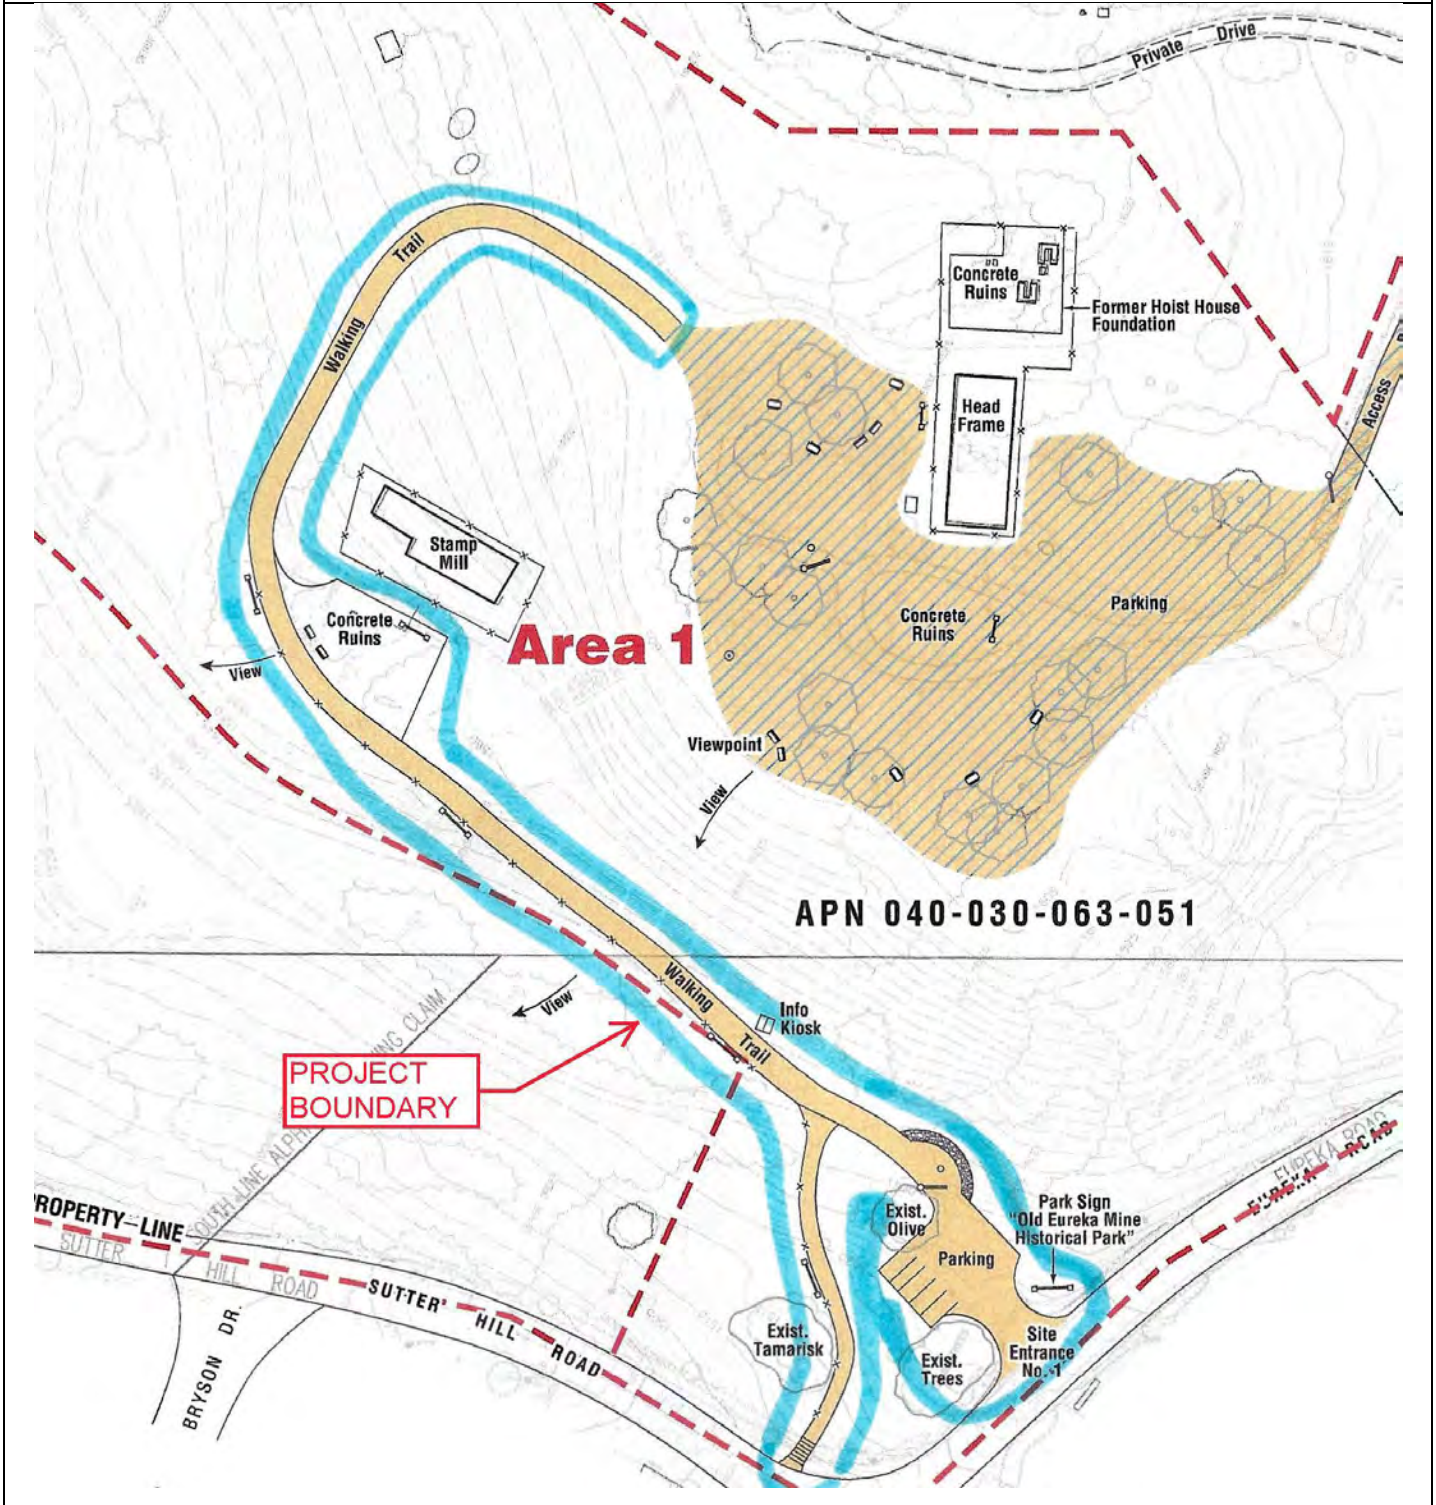 Private Drive
Trail
Walking
Concrete
Ruins
Former Hoist House
Foundation
Head
Frame
Access
Stamp
Mill
Concrete
Ruins
Area 1
Concrete
Ruins
Parking
View
Viewpoint
View
APN 040-030-063-051
Walking
Trail
Info
Kiosk
View
PROJECT
BOUNDARY
EUREKA ROAD
EUREKA ROAD
Park Sign
"Old Eureka Mine
Historical Park"
Exist.
Olive
Parking
PROPERTY LINE
SUTTER HILL ROAD
SUTTER HILL ROAD
BRYSON DR.
Exist.
Tamarisk
Exist.
Trees
Site
Entrance
No. 1